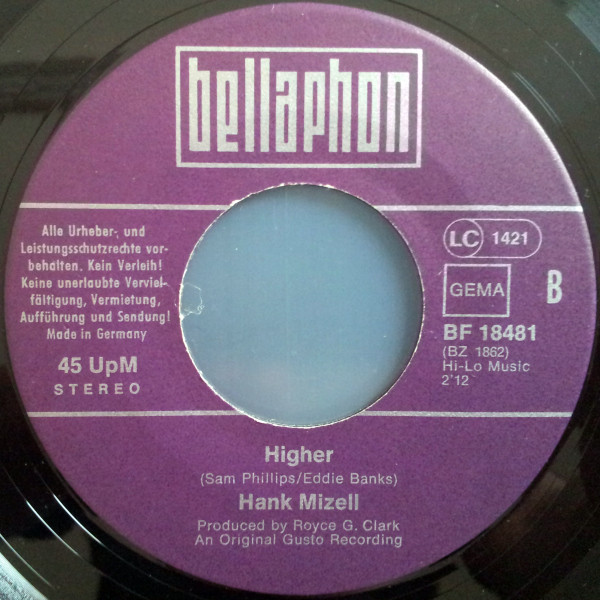 bellaphon
Alle Urheber-, und
Leistungsschutzrechte vor-
behalten. Kein Verleih!
Keine unerlaubte Verviel-
fältigung, Vermietung,
Aufführung und Sendung!
Made in Germany
45 UpM
STEREO
LC 1421
GEMA
B
BF 18481
(BZ 1862)
Hi-Lo Music
2'12
Higher
(Sam Phillips/Eddie Banks)
Hank Mizell
Produced by Royce G. Clark
An Original Gusto Recording